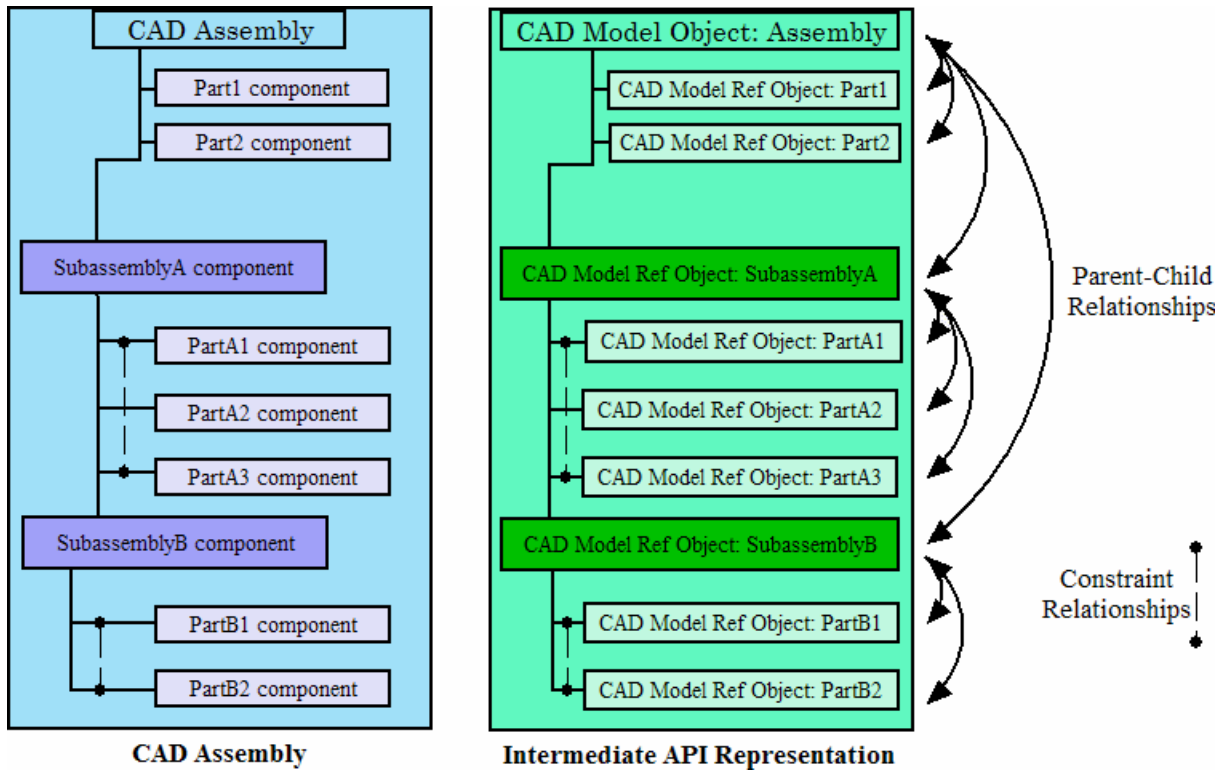 CAD Assembly
Part1 component
Part2 component
SubassemblyA component
PartA1 component
PartA2 component
PartA3 component
SubassemblyB component
PartB1 component
PartB2 component
CAD Assembly
CAD Model Object: Assembly
CAD Model Ref Object: Part1
CAD Model Ref Object: Part2
CAD Model Ref Object: SubassemblyA
CAD Model Ref Object: PartA1
CAD Model Ref Object: PartA2
CAD Model Ref Object: PartA3
CAD Model Ref Object: SubassemblyB
CAD Model Ref Object: PartB1
CAD Model Ref Object: PartB2
Intermediate API Representation
Parent-Child
Relationships
Constraint
Relationships